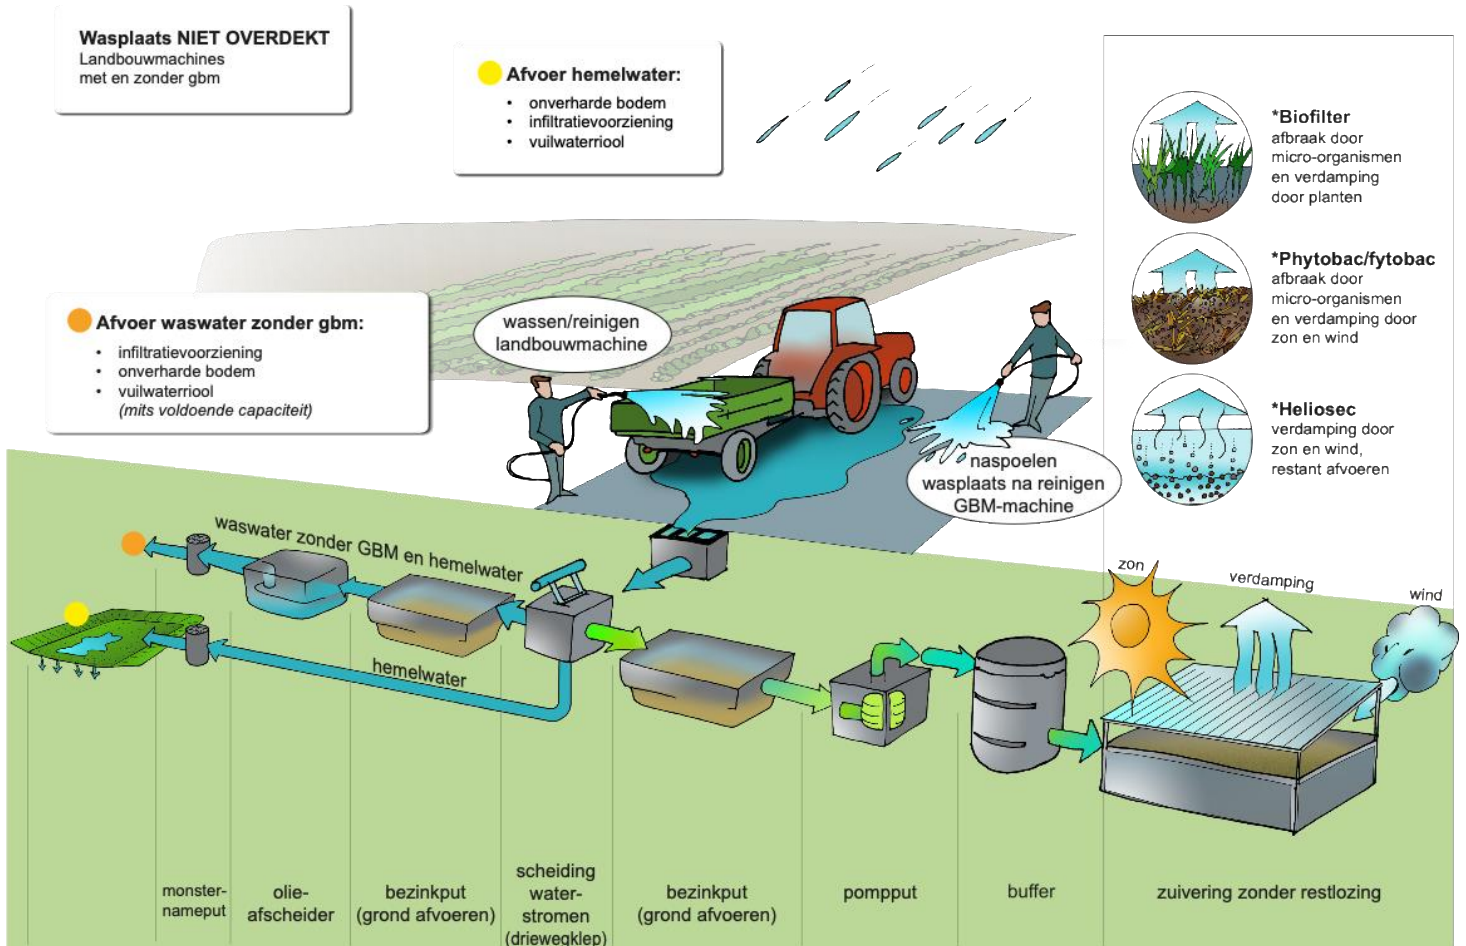 Wasplaats NIET OVERDEKT
Landbouwmachines
met en zonder gbm
Afvoer hemelwater:
• onverharde bodem
• infiltratievoorziening
• vuilwaterriool
*Biofilter
afbraak door
micro-organismen
en verdamping
door planten
*Phytobac/fytobac
afbraak door
micro-organismen
en verdamping door
zon en wind
*Heliosec
verdamping door
zon en wind,
restant afvoeren
Afvoer waswater zonder gbm:
• infiltratievoorziening
• onverharde bodem
• vuilwaterriool
(mits voldoende capaciteit)
wassen/reinigen
landbouwmachine
naspoelen
wasplaats na reinigen
GBM-machine
waswater zonder GBM en hemelwater
hemelwater
zon
verdamping
wind
monster-
nameput
olie-
afscheider
bezinkput
(grond afvoeren)
scheiding
water-
stromen
(driewegklep)
bezinkput
(grond afvoeren)
pompput
buffer
zuivering zonder restlozing